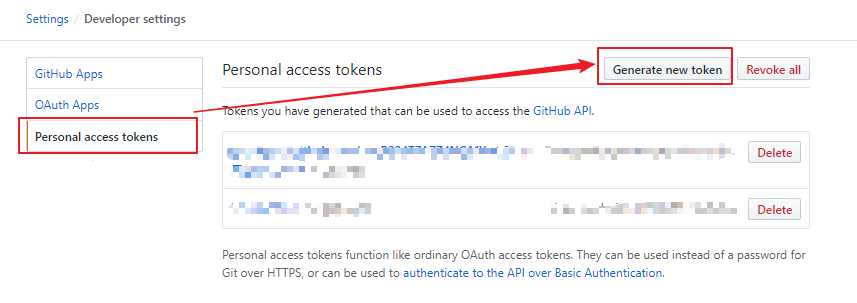 Settings / Developer settings
GitHub Apps
OAuth Apps
Personal access tokens
Personal access tokens
Generate new token
Revoke all
Tokens you have generated that can be used to access the GitHub API.
Delete
Delete
Personal access tokens function like ordinary OAuth access tokens. They can be used instead of a password for
Git over HTTPS, or can be used to authenticate to the API over Basic Authentication.